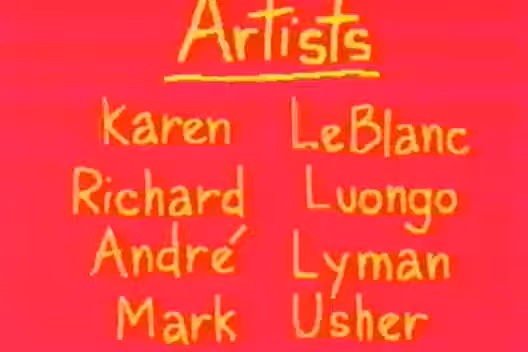 Artists
Karen LeBlanc
Richard Luongo
André Lyman
Mark Usher